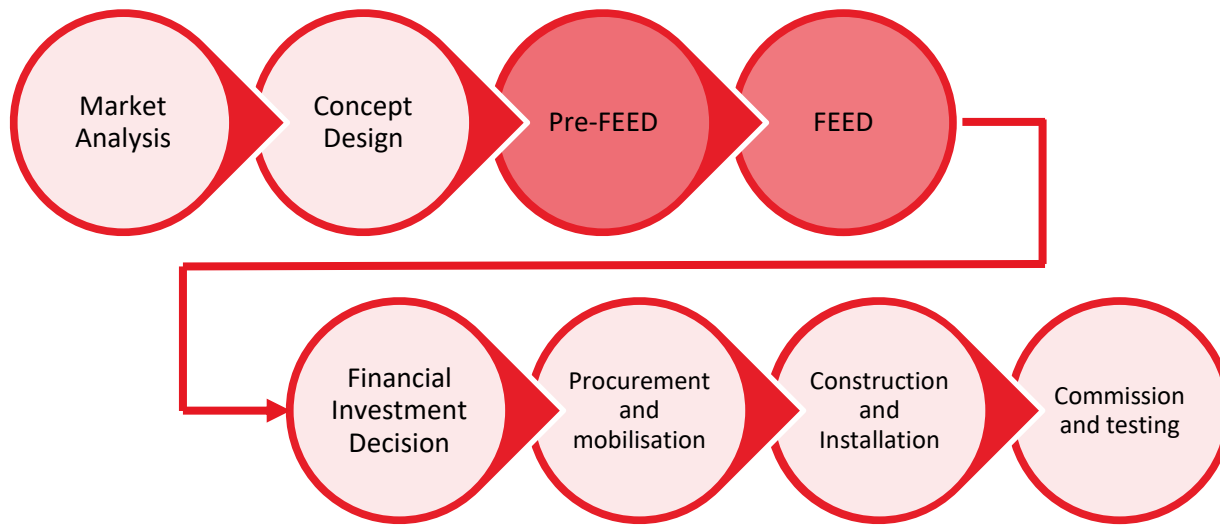 Market
Analysis
Concept
Design
Pre-FEED
FEED
Financial
Investment
Decision
Procurement
and
mobilisation
Construction
and
Installation
Commission
and testing